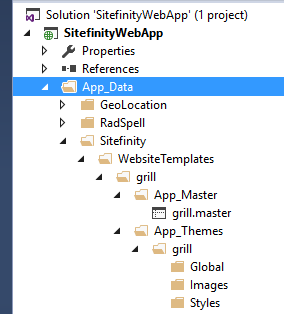 Solution 'SitefinityWebApp' (1 project)
SitefinityWebApp
Properties
References
App_Data
GeoLocation
RadSpell
Sitefinity
WebsiteTemplates
grill
App_Master
grill.master
App_Themes
grill
Global
Images
Styles